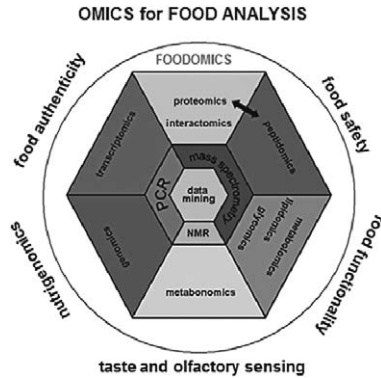 OMICS for FOOD ANALYSIS
FOODOMICS
food authenticity
food safety
proteomics
interactomics
transcriptomics
peptidomics
mass spectrometry
PCR
data
mining
NMR
genomics
lipidomics
glycomics
metabolomics
metabonomics
nutrigenomics
food functionality
taste and olfactory sensing